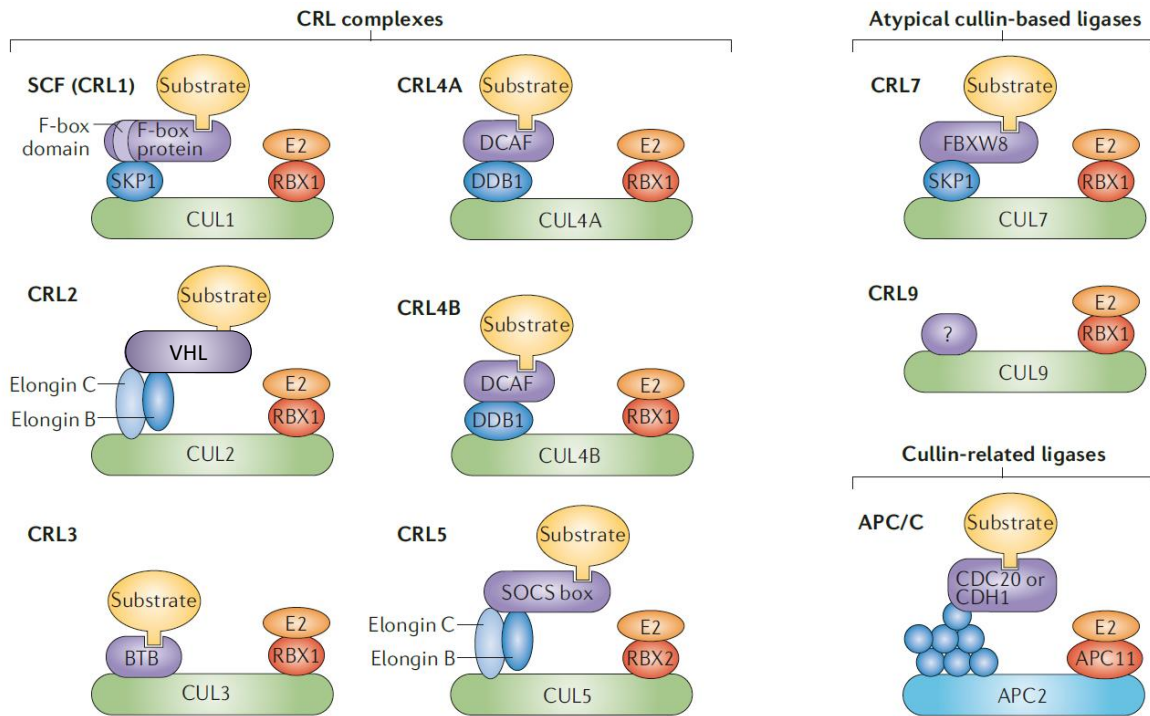 CRL complexes
SCF (CRL1)
Substrate
F-box
domain
F-box
protein
E2
SKP1
RBX1
CUL1
CRL4A
Substrate
DCAF
E2
DDB1
RBX1
CUL4A
CRL2
Substrate
VHL
Elongin C
Elongin B
E2
RBX1
CUL2
CRL4B
Substrate
DCAF
E2
DDB1
RBX1
CUL4B
CRL3
Substrate
E2
BTB
RBX1
CUL3
CRL5
Substrate
SOCS box
Elongin C
Elongin B
E2
RBX2
CUL5
Atypical cullin-based ligases
CRL7
Substrate
FBXW8
E2
SKP1
RBX1
CUL7
CRL9
E2
?
RBX1
CUL9
Cullin-related ligases
APC/C
Substrate
CDC20 or
CDH1
E2
APC11
APC2